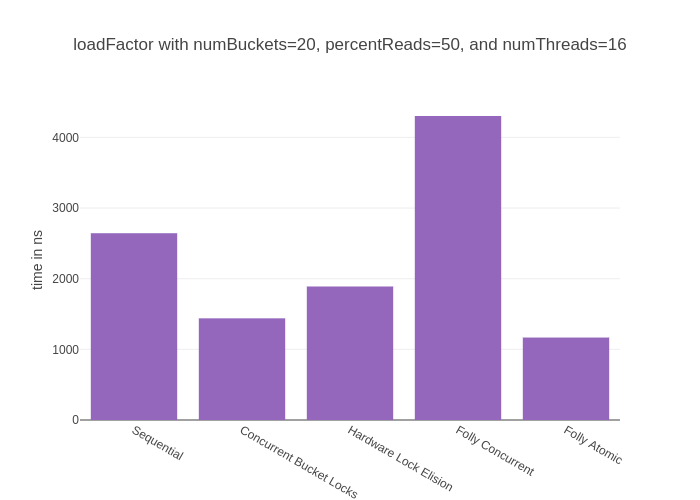 loadFactor with numBuckets=20, percentReads=50, and numThreads=16
time in ns
4000
3000
2000
1000
0
Sequential
Concurrent Bucket Locks
Hardware Lock Elision
Folly Concurrent
Folly Atomic